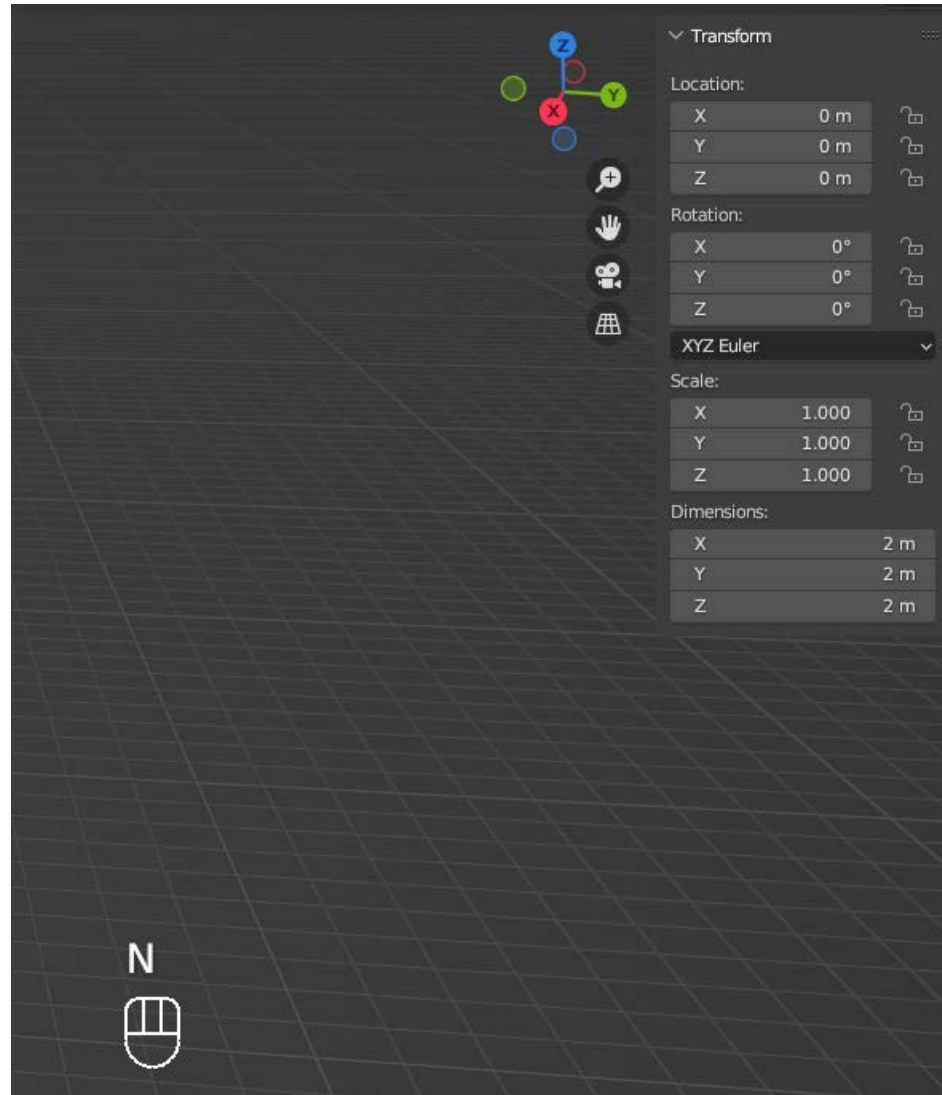 Z
Y
X
Transform
Location:
X 0 m
Y 0 m
Z 0 m
Rotation:
X 0°
Y 0°
Z 0°
XYZ Euler
Scale:
X 1.000
Y 1.000
Z 1.000
Dimensions:
X 2 m
Y 2 m
Z 2 m
N